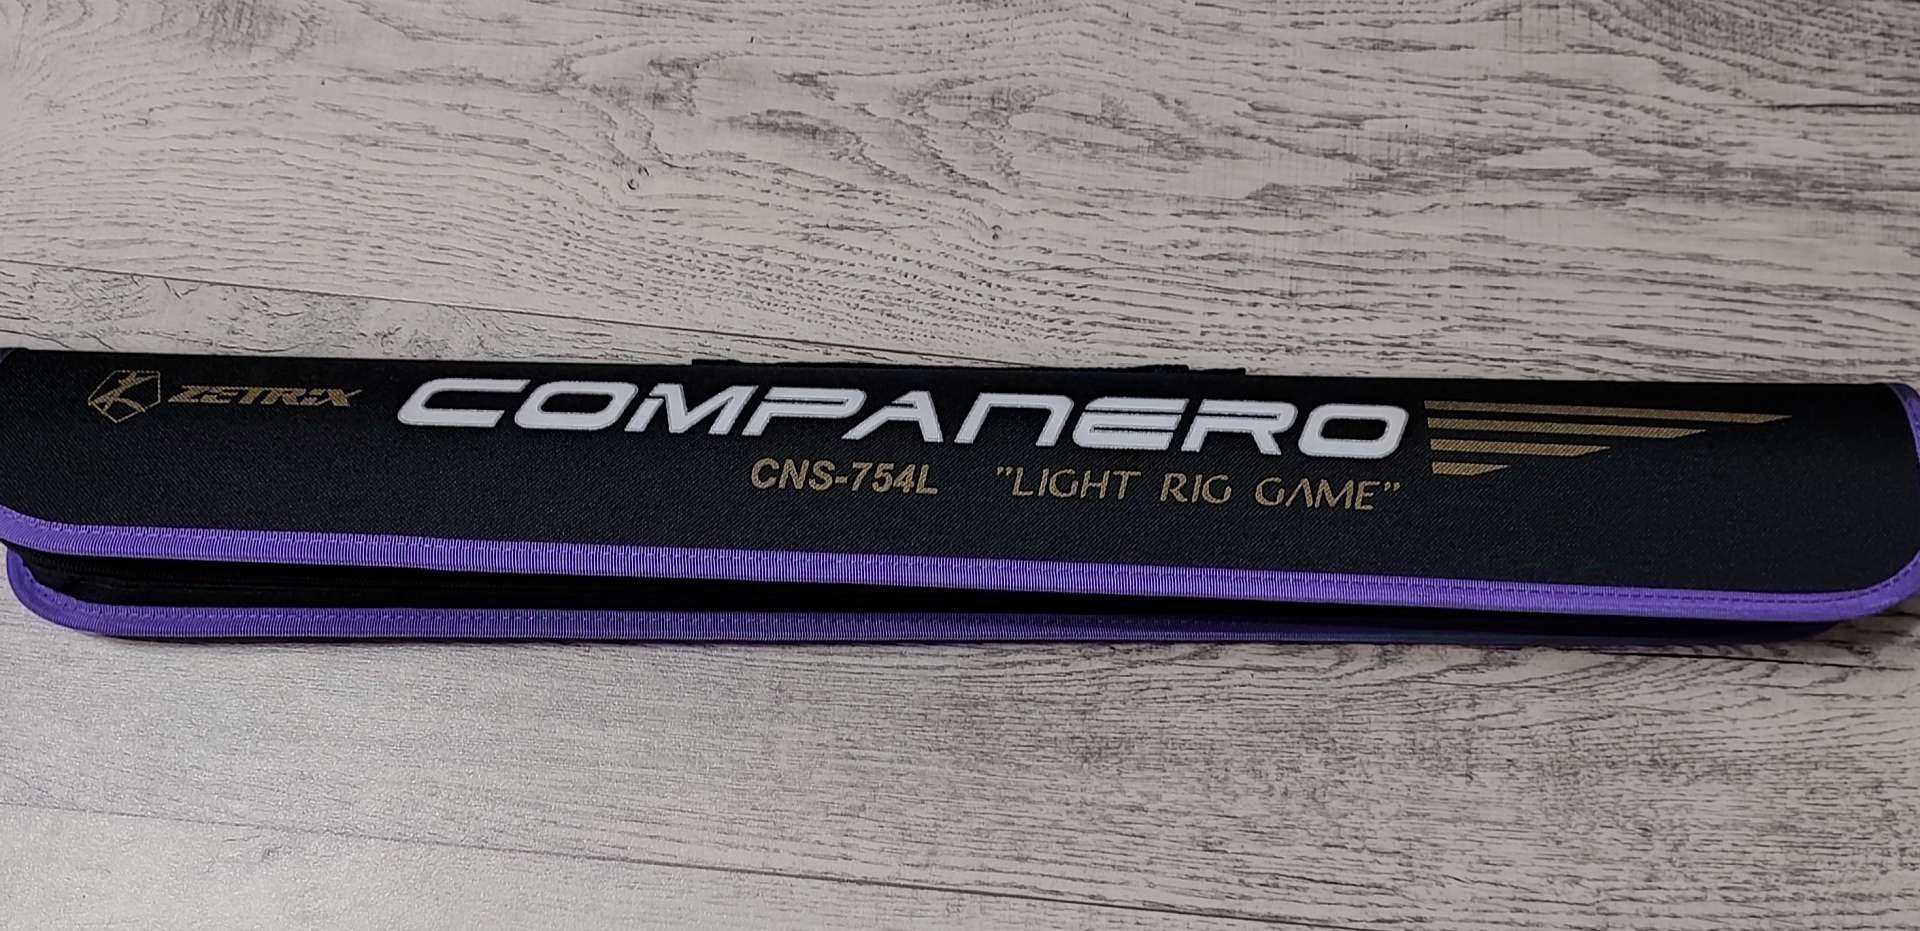 ZETRIX COMPANERO
CNS-754L "LIGHT RIG GAME"